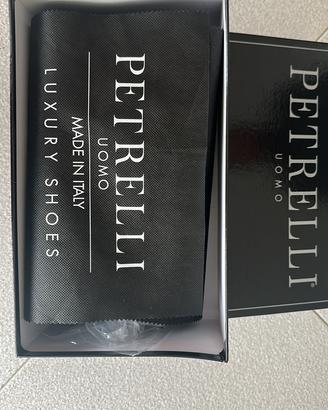 PETRELLI
UOMO
MADE IN ITALY
LUXURY SHOES
PETRELLI
UOMO